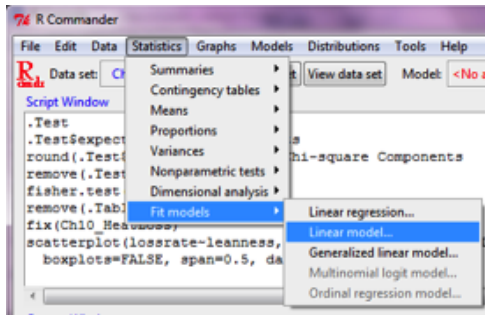 R Commander
File Edit Data Statistics Graphs Models Distributions Tools Help
Data set: View data set Model: <No a
Script Window
Summaries
Contingency tables
Means
Proportions
Variances
Nonparametric tests
Dimensional analysis
Fit models
Linear regression...
Linear model...
Generalized linear model...
Multinomial logit model...
Ordinal regression model...
.Test
.Test$expect s
round(.Test$ hi-square Components
remove(.Test
fisher.test
remove(.Tabl
fix(Ch10_HeatLoss)
scatterplot(lossrate~leanness,
boxplots=FALSE, span=0.5, da